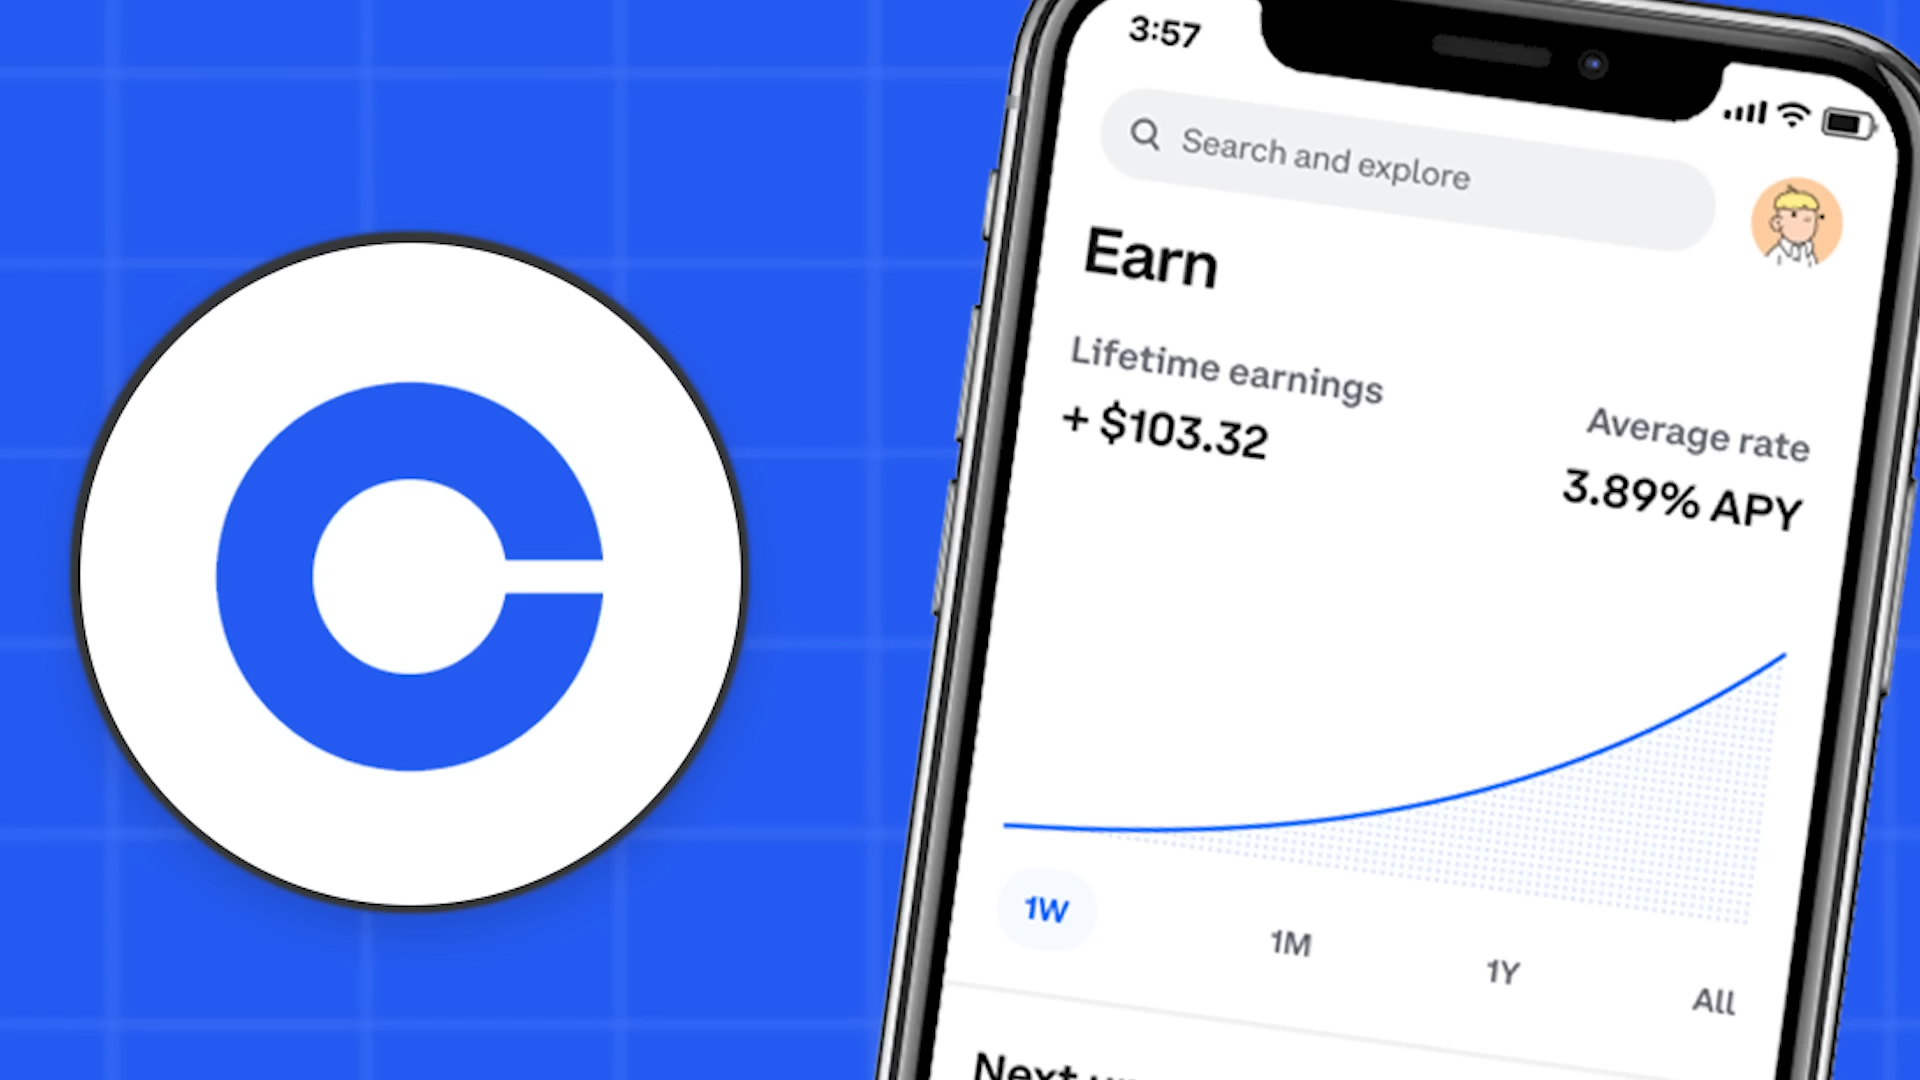 3:57
Search and explore
Earn
Lifetime earnings
+ $103.32
Average rate
3.89% APY
1W
1M
1Y
All
Next